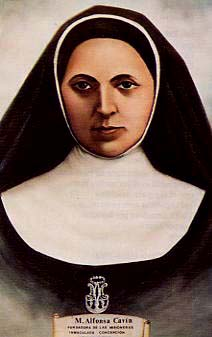 M. Alfonsa Cavin
FUNDADORA DE LAS MISIONERAS
INMACULADA CONCEPCION